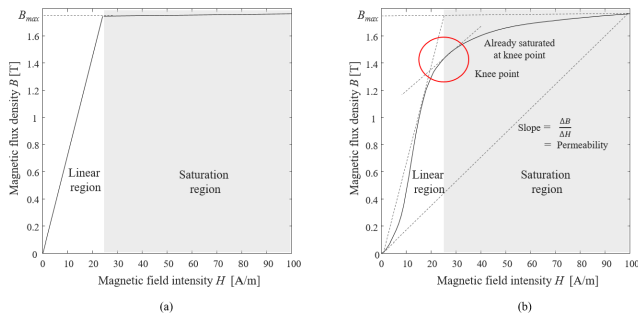 B_max
1.6
1.4
1.2
1
0.8
0.6
0.4
0.2
0
Magnetic flux density B [T]
Linear
region
Saturation
region
0 10 20 30 40 50 60 70 80 90 100
Magnetic field intensity H [A/m]
(a)
B_max
1.6
1.4
1.2
1
0.8
0.6
0.4
0.2
0
Magnetic flux density B [T]
Already saturated
at knee point
Knee point
Slope = ΔB/ΔH
= Permeability
Linear
region
Saturation
region
0 10 20 30 40 50 60 70 80 90 100
Magnetic field intensity H [A/m]
(b)